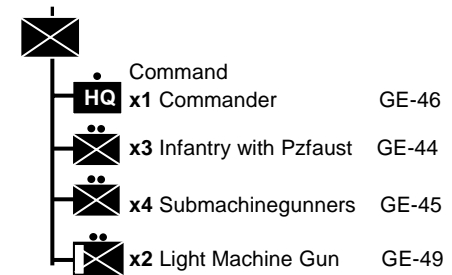 Command
HQ x1 Commander GE-46
x3 Infantry with Pzfaust GE-44
x4 Submachinegunners GE-45
x2 Light Machine Gun GE-49